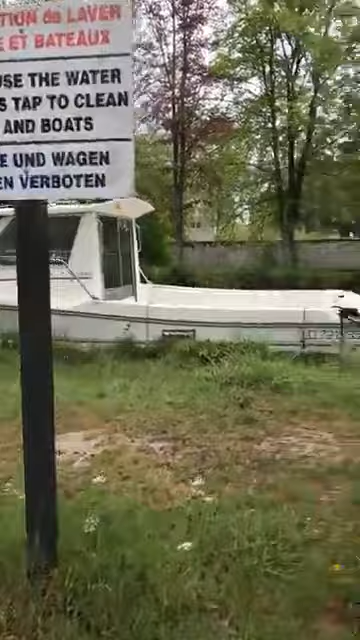 TION de LAVER
ET BATEAUX
USE THE WATER
S TAP TO CLEAN
AND BOATS
E UND WAGEN
EN VERBOTEN